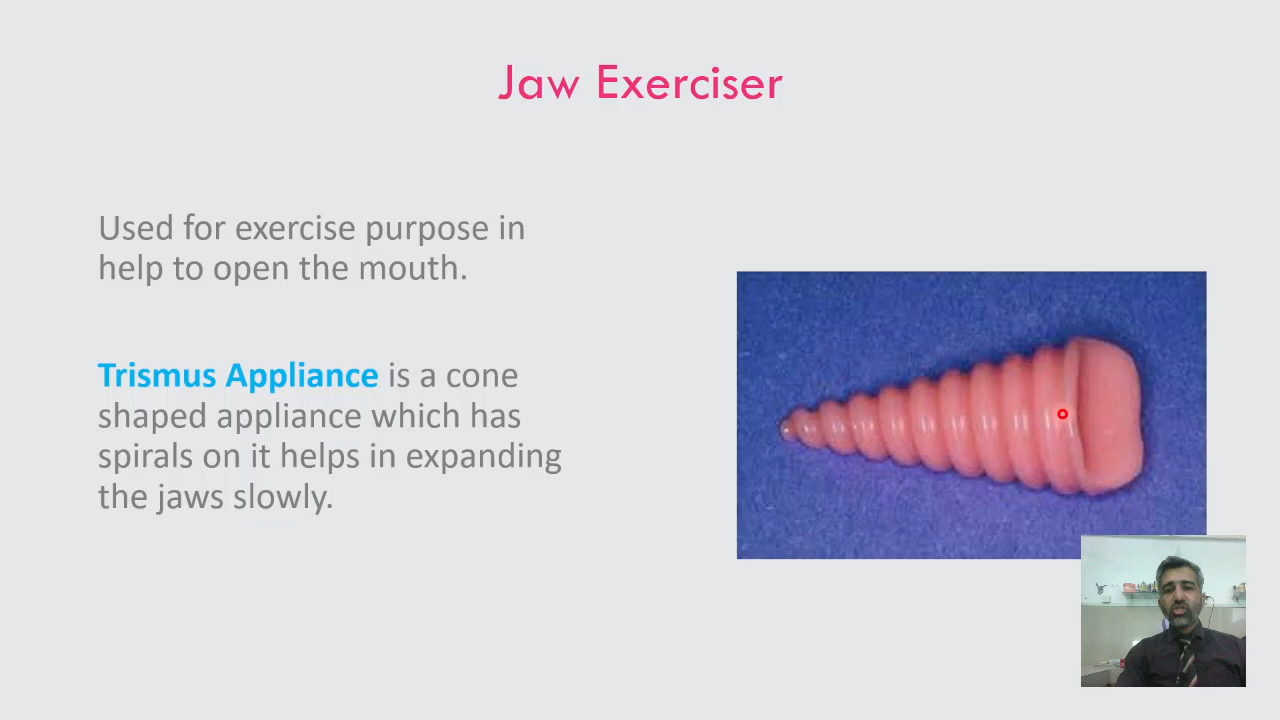 Jaw Exerciser
Used for exercise purpose in
help to open the mouth.
Trismus Appliance is a cone
shaped appliance which has
spirals on it helps in expanding
the jaws slowly.